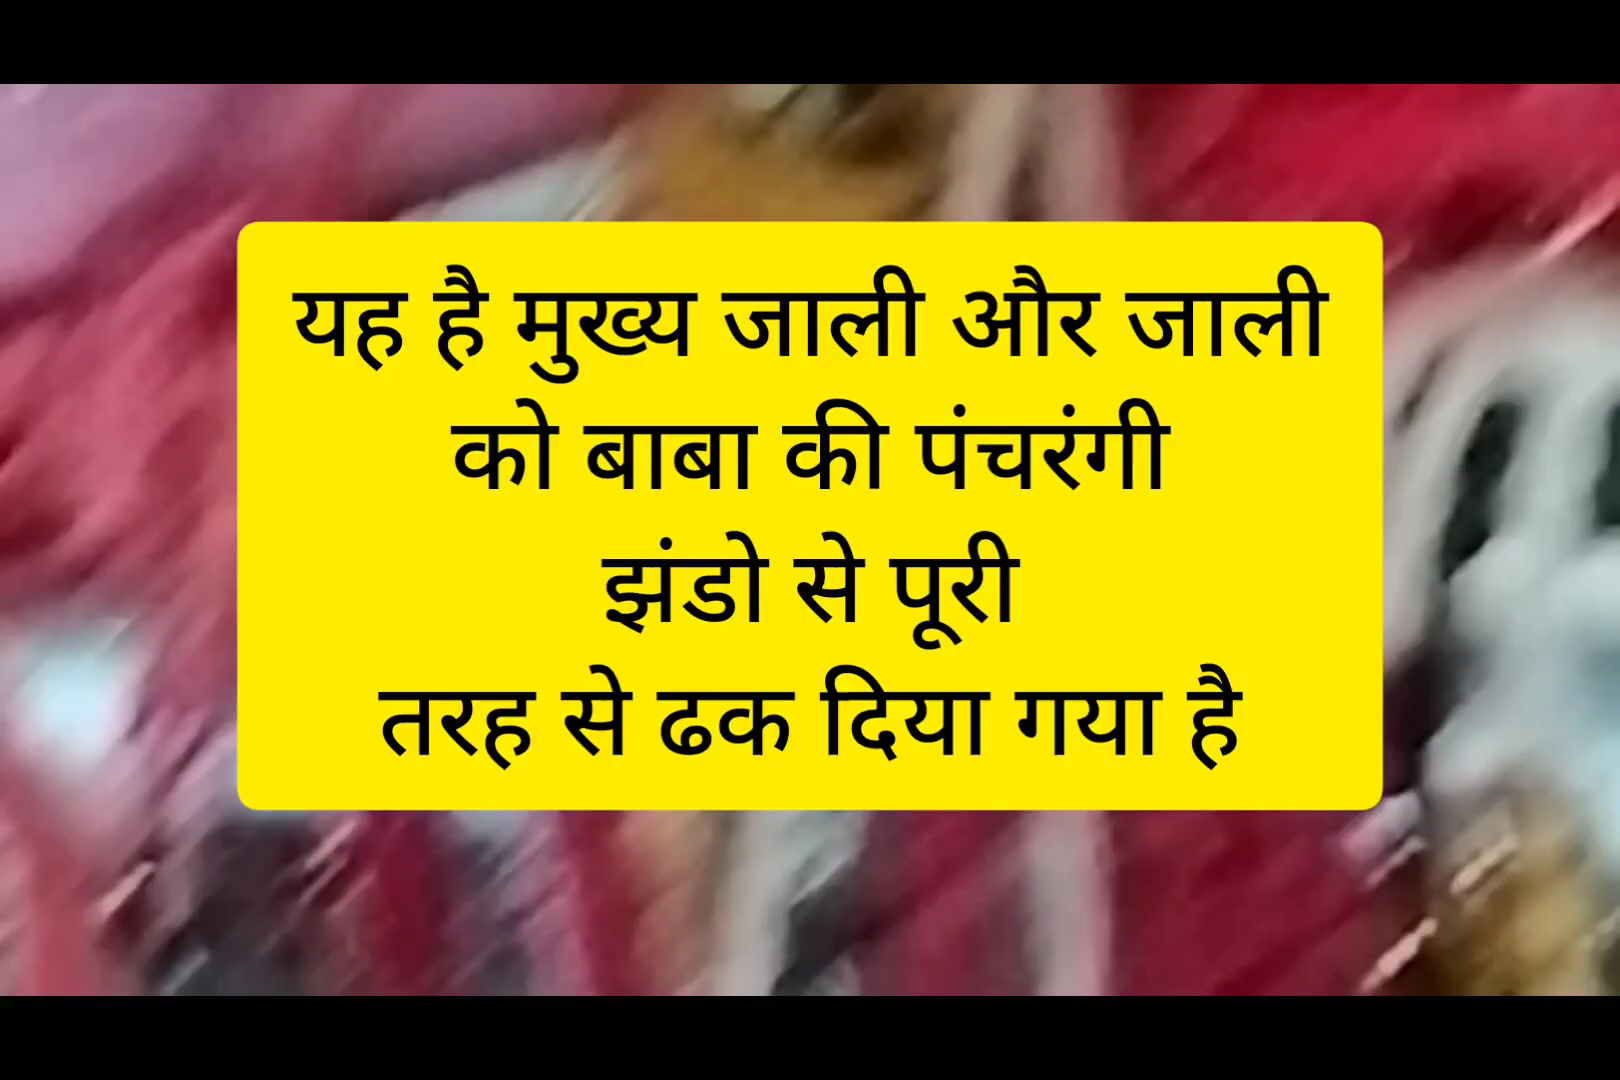 यह है मुख्य जाली और जाली
को बाबा की पंचरंगी
झंडो से पूरी
तरह से ढक दिया गया है